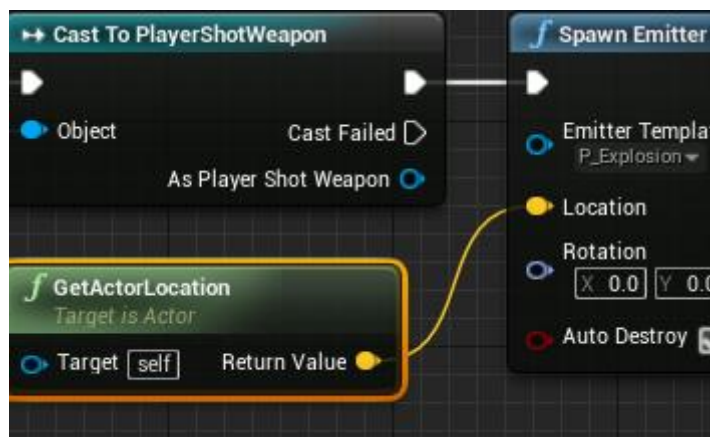 Cast To PlayerShotWeapon
Object
Cast Failed
As Player Shot Weapon
f GetActorLocation
Target is Actor
Target self
Return Value
f Spawn Emitter
Emitter Templa
P_Explosion
Location
Rotation
X 0.0 Y 0.0
Auto Destroy